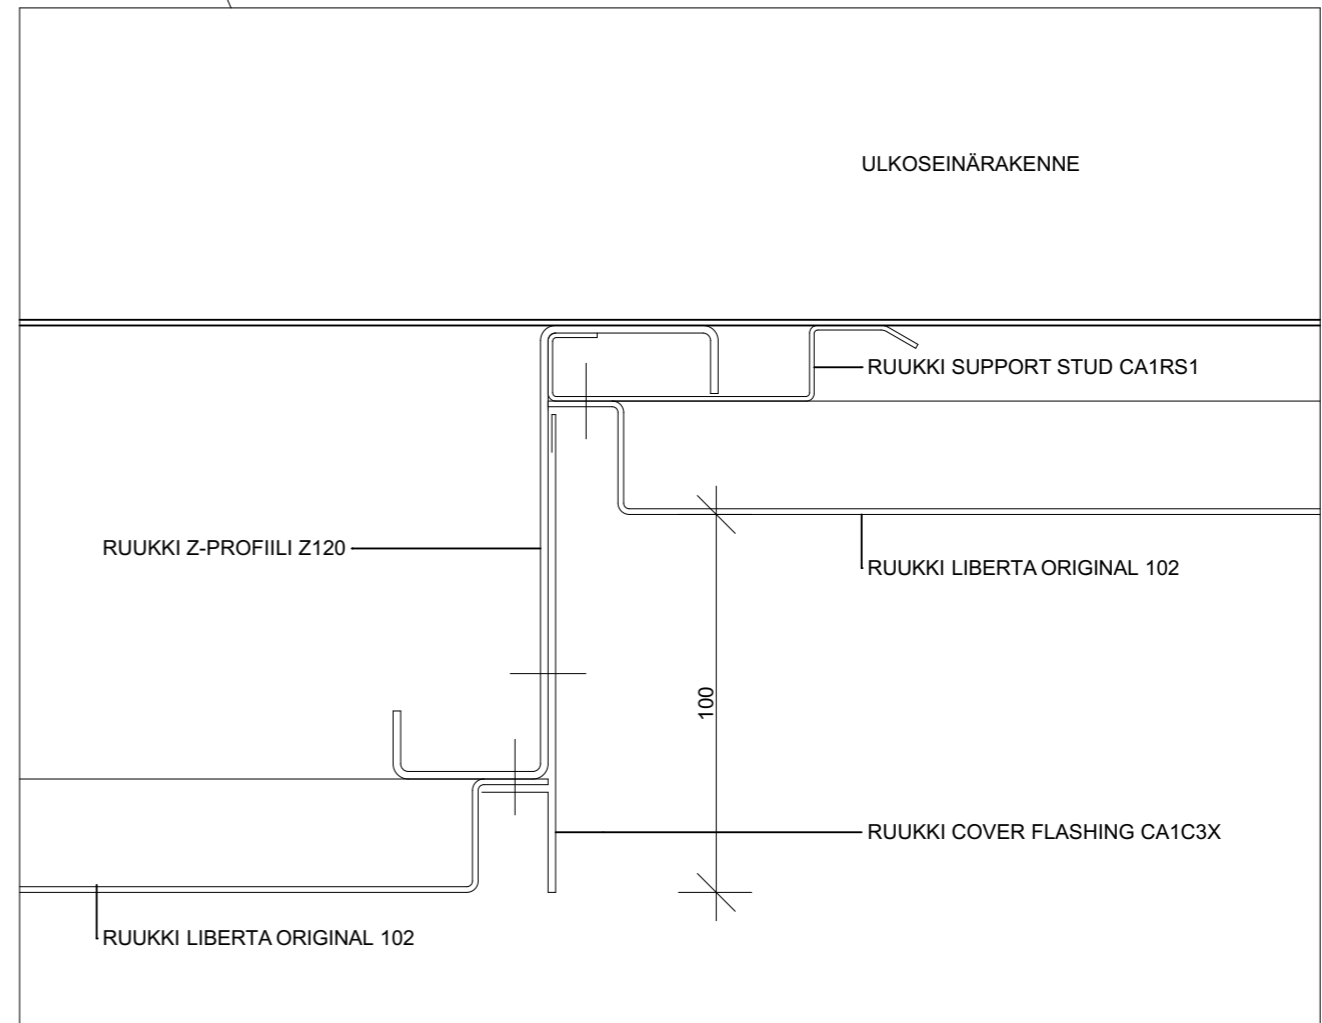 ULKOSEINÄRAKENNE
RUUKKI SUPPORT STUD CA1RS1
RUUKKI Z-PROFIILI Z120
RUUKKI LIBERTA ORIGINAL 102
100
RUUKKI COVER FLASHING CA1C3X
RUUKKI LIBERTA ORIGINAL 102